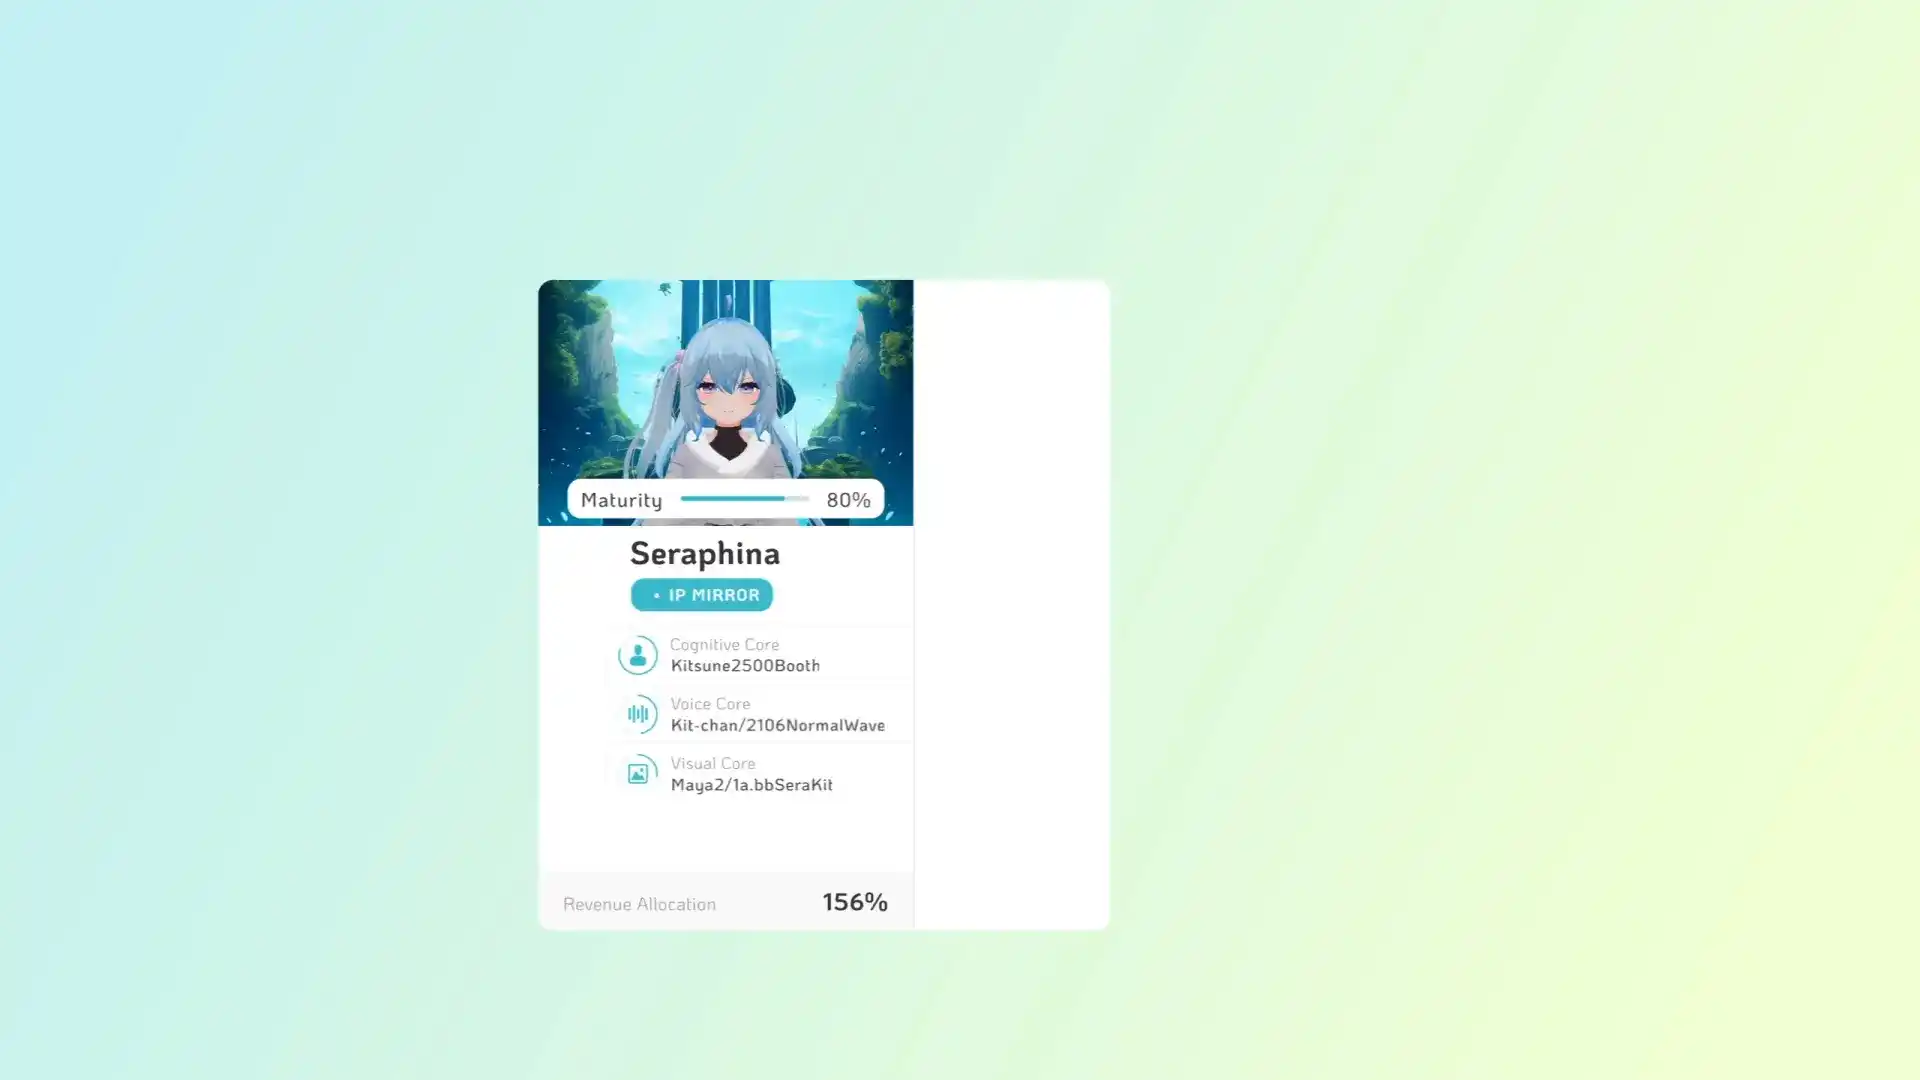 Maturity 80%
Seraphina
• IP MIRROR
Cognitive Core
Kitsune2500Booth
Voice Core
Kit-chan/2106NormalWave
Visual Core
Maya2/1a.bbSeraKit
Revenue Allocation 156%